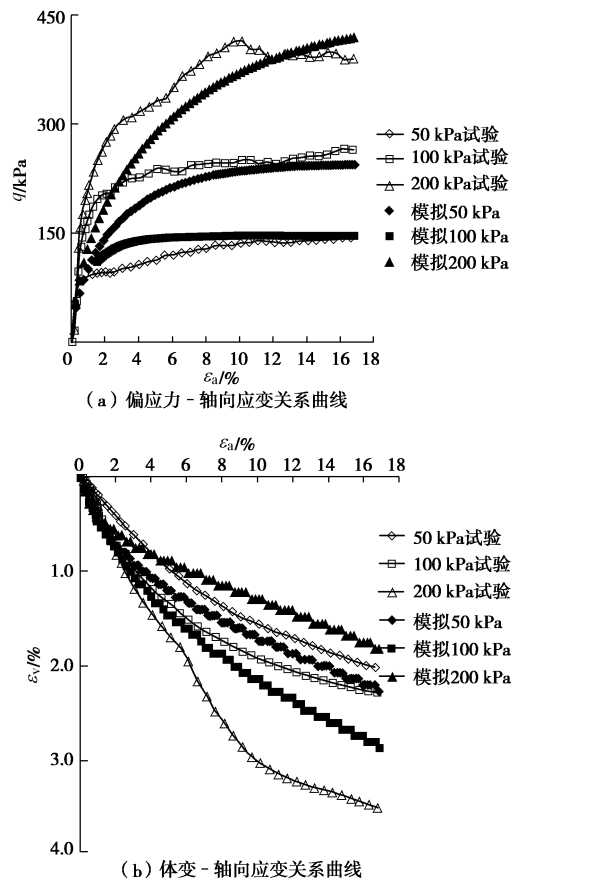 450
300
150
q/kPa
0 2 4 6 8 10 12 14 16 18
εa/%
50 kPa试验
100 kPa试验
200 kPa试验
模拟50 kPa
模拟100 kPa
模拟200 kPa
（a）偏应力-轴向应变关系曲线
εa/%
0 2 4 6 8 10 12 14 16 18
1.0
2.0
3.0
4.0
εv/%
50 kPa试验
100 kPa试验
200 kPa试验
模拟50 kPa
模拟100 kPa
模拟200 kPa
（b）体变-轴向应变关系曲线